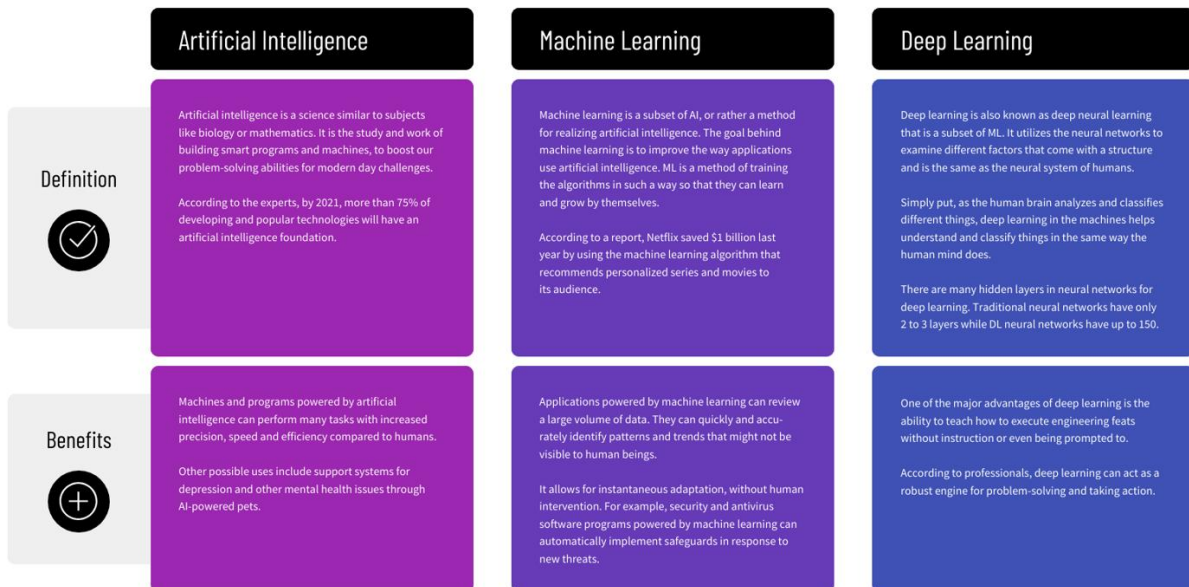 Artificial Intelligence
Machine Learning
Deep Learning
Definition
Artificial intelligence is a science similar to subjects
like biology or mathematics. It is the study and work of
building smart programs and machines, to boost our
problem-solving abilities for modern day challenges.
According to the experts, by 2021, more than 75% of
developing and popular technologies will have an
artificial intelligence foundation.
Machine learning is a subset of AI, or rather a method
for realizing artificial intelligence. The goal behind
machine learning is to improve the way applications
use artificial intelligence. ML is a method of training
the algorithms in such a way so that they can learn
and grow by themselves.
According to a report, Netflix saved $1 billion last
year by using the machine learning algorithm that
recommends personalized series and movies to
its audience.
Deep learning is also known as deep neural learning
that is a subset of ML. It utilizes the neural networks to
examine different factors that come with a structure
and is the same as the neural system of humans.
Simply put, as the human brain analyzes and classifies
different things, deep learning in the machines helps
understand and classify things in the same way the
human mind does.
There are many hidden layers in neural networks for
deep learning. Traditional neural networks have only
2 to 3 layers while DL neural networks have up to 150.
Benefits
Machines and programs powered by artificial
intelligence can perform many tasks with increased
precision, speed and efficiency compared to humans.
Other possible uses include support systems for
depression and other mental health issues through
AI-powered pets.
Applications powered by machine learning can review
a large volume of data. They can quickly and accu-
rately identify patterns and trends that might not be
visible to human beings.
It allows for instantaneous adaptation, without human
intervention. For example, security and antivirus
software programs powered by machine learning can
automatically implement safeguards in response to
new threats.
One of the major advantages of deep learning is the
ability to teach how to execute engineering feats
without instruction or even being prompted to.
According to professionals, deep learning can act as a
robust engine for problem-solving and taking action.